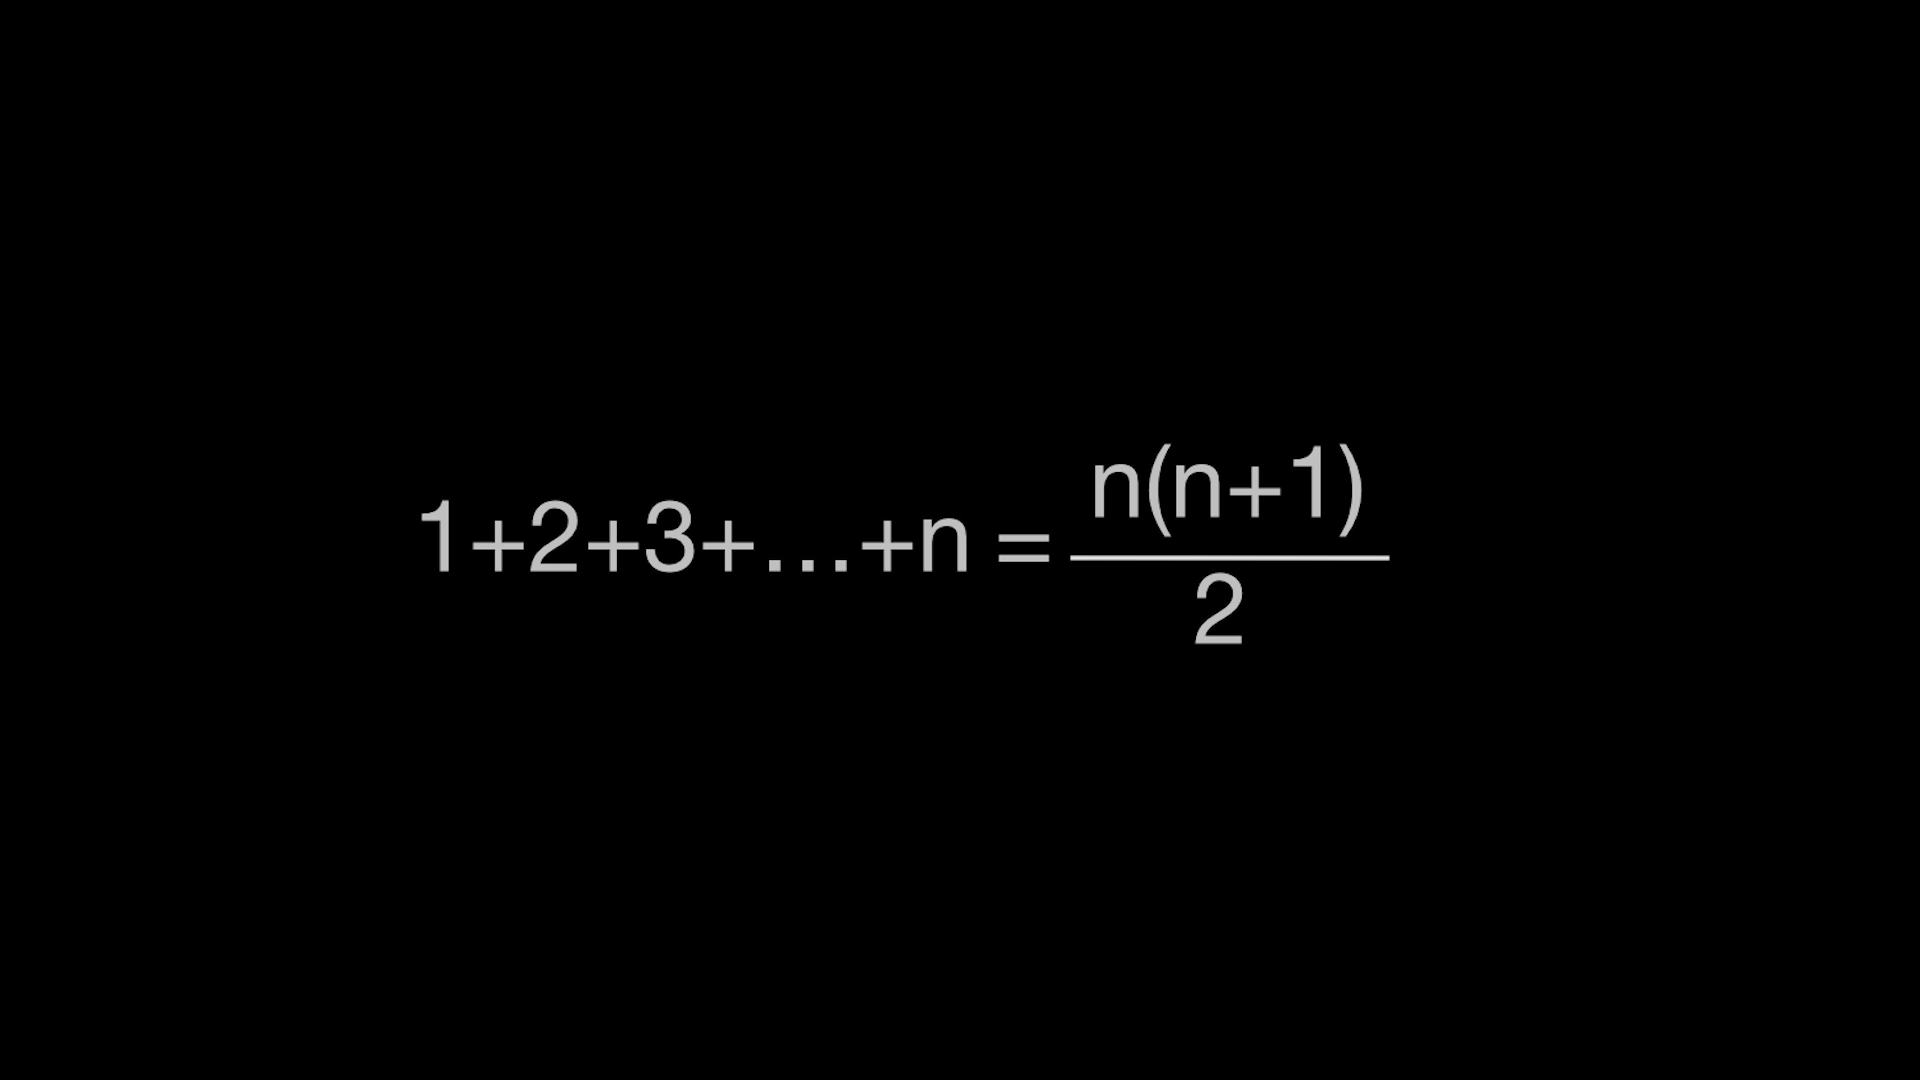 1+2+3+...+n = n(n+1)/2